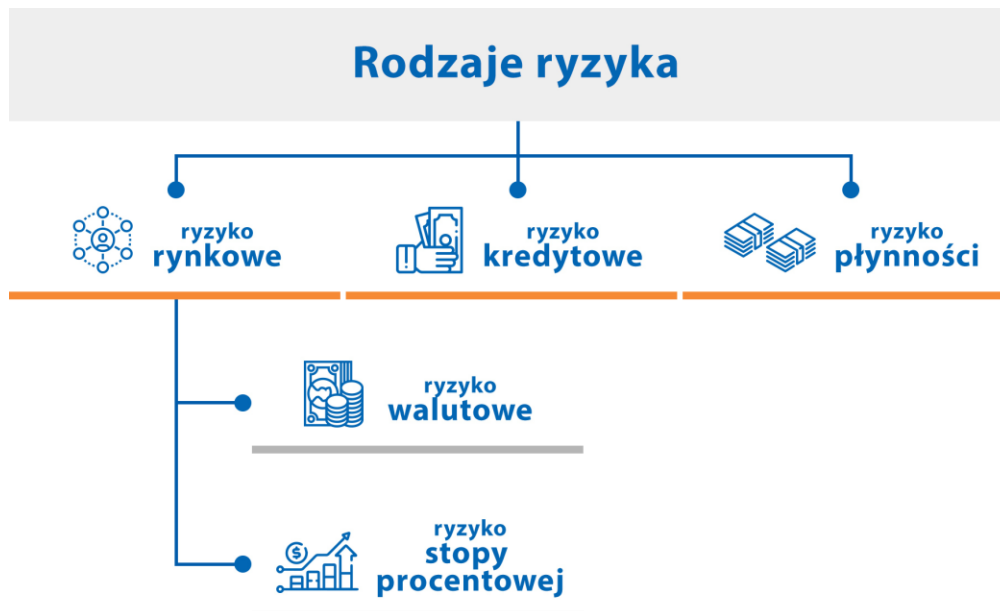 Rodzaje ryzyka
ryzyko
rynkowe
ryzyko
kredytowe
ryzyko
płynności
ryzyko
walutowe
$
ryzyko
stopy
procentowej